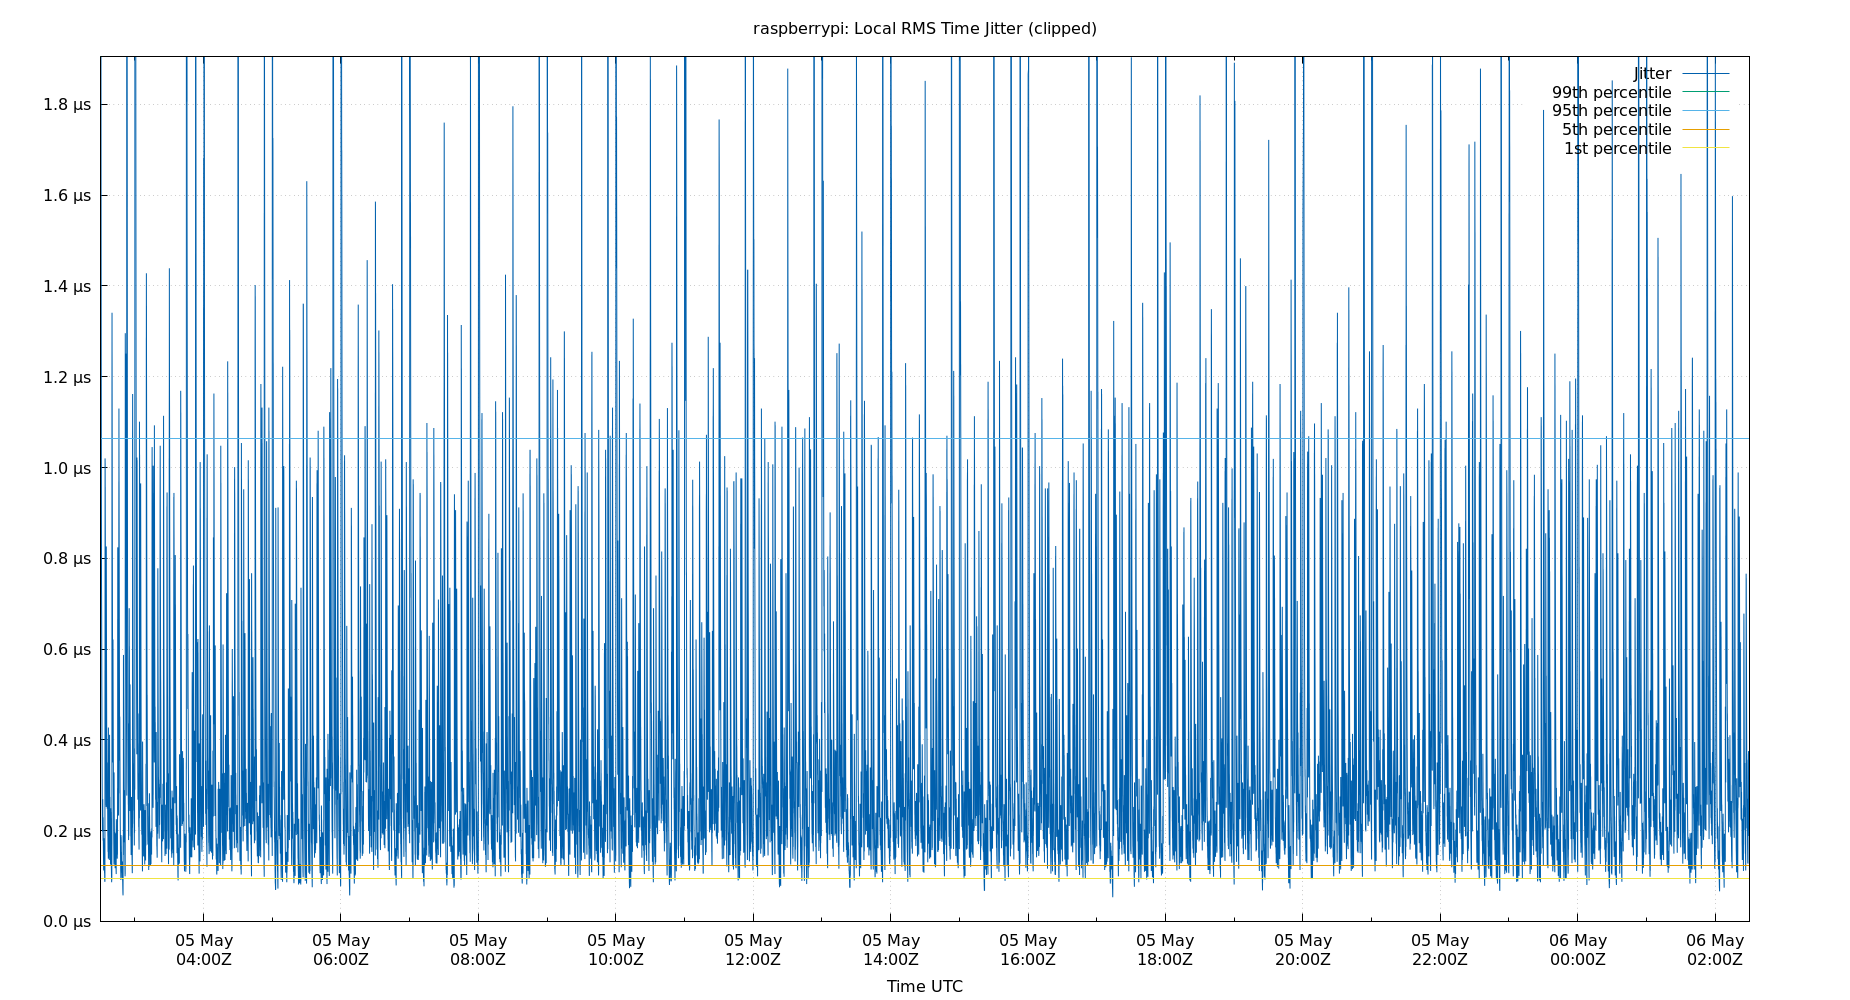 raspberrypi: Local RMS Time Jitter (clipped)
Jitter
99th percentile
95th percentile
5th percentile
1st percentile
1.8 µs
1.6 µs
1.4 µs
1.2 µs
1.0 µs
0.8 µs
0.6 µs
0.4 µs
0.2 µs
0.0 µs
05 May 05 May 05 May 05 May 05 May 05 May 05 May 05 May 05 May 05 May 06 May 06 May
04:00Z 06:00Z 08:00Z 10:00Z 12:00Z 14:00Z 16:00Z 18:00Z 20:00Z 22:00Z 00:00Z 02:00Z
Time UTC